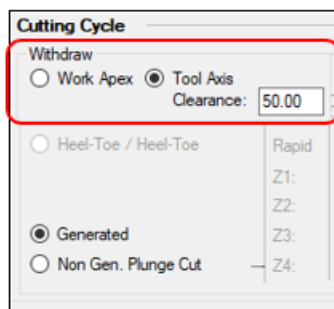 Cutting Cycle
Withdraw
Work Apex Tool Axis
Clearance: 50.00
Heel-Toe / Heel-Toe Rapid
Z1:
Z2:
Generated Z3:
Non Gen. Plunge Cut Z4: